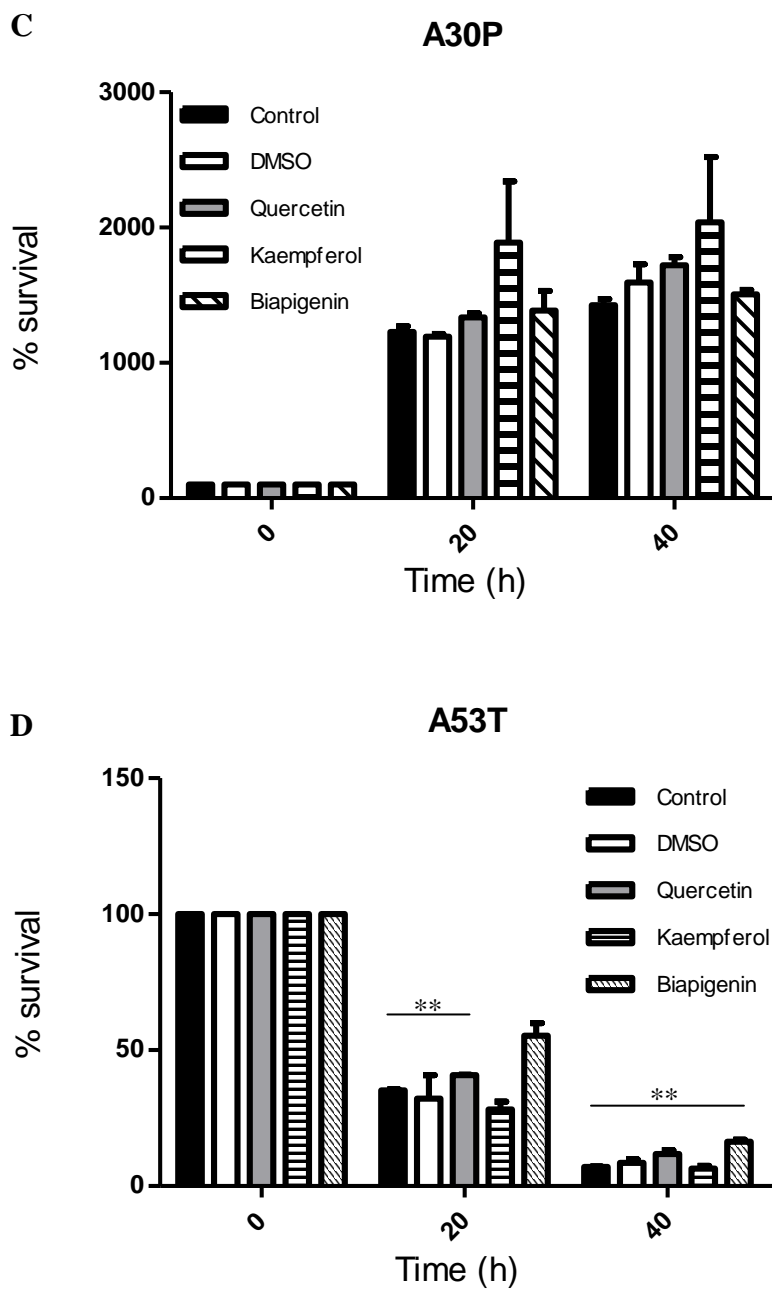 C
A30P
3000
2000
1000
0
% survival
Control
DMSO
Quercetin
Kaempferol
Biapigenin
0
20
40
Time (h)
D
A53T
150
100
50
0
% survival
Control
DMSO
Quercetin
Kaempferol
Biapigenin
**
**
0
20
40
Time (h)